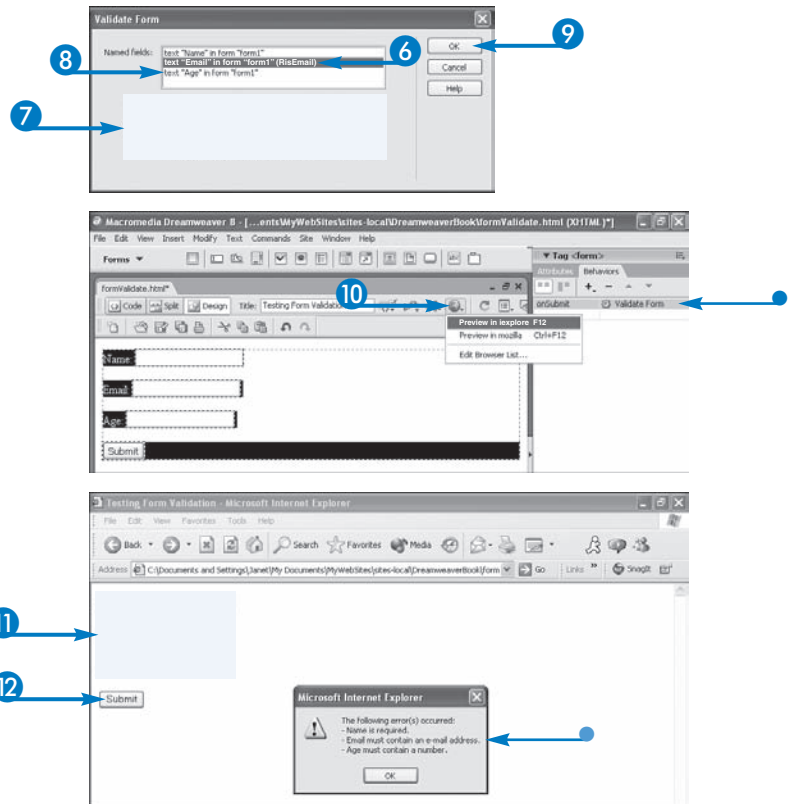 Validate Form
Named fields:
text "Name" in form "form1"
text "Email" in form "form1" (RisEmail)
text "Age" in form "form1"
OK
Cancel
Help
6
7
8
9
Macromedia Dreamweaver 8 - [...ents\MyWebSites\sites-local\DreamweaverBook\formValidate.html (XHTML)*]
File Edit View Insert Modify Text Commands Site Window Help
Forms
Tag <form>
Attributes Behaviors
formValidate.html*
Code Split Design Title: Testing Form Validatio
10
onSubmit Validate Form
Preview in iexplore F12
Preview in mozilla Ctrl+F12
Edit Browser List...
Name:
Email:
Age:
Submit
Testing Form Validation - Microsoft Internet Explorer
File Edit View Favorites Tools Help
Back Search Favorites Media
Address C:\Documents and Settings\Janet\My Documents\MyWebSites\sites-local\DreamweaverBook\form Go Links » SnagIt
11
12
Submit
Microsoft Internet Explorer
The following error(s) occurred:
- Name is required.
- Email must contain an e-mail address.
- Age must contain a number.
OK